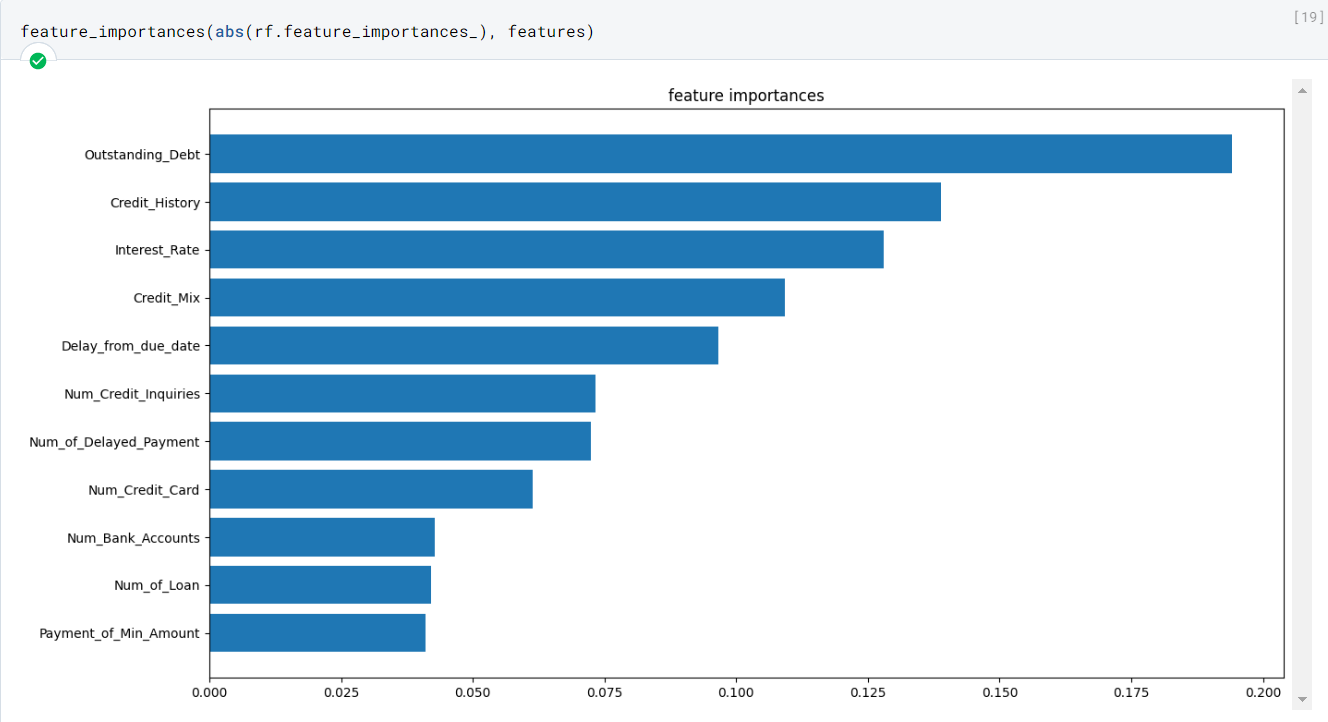 [19]
feature_importances(abs(rf.feature_importances_), features)
feature importances
Outstanding_Debt
Credit_History
Interest_Rate
Credit_Mix
Delay_from_due_date
Num_Credit_Inquiries
Num_of_Delayed_Payment
Num_Credit_Card
Num_Bank_Accounts
Num_of_Loan
Payment_of_Min_Amount
0.000 0.025 0.050 0.075 0.100 0.125 0.150 0.175 0.200